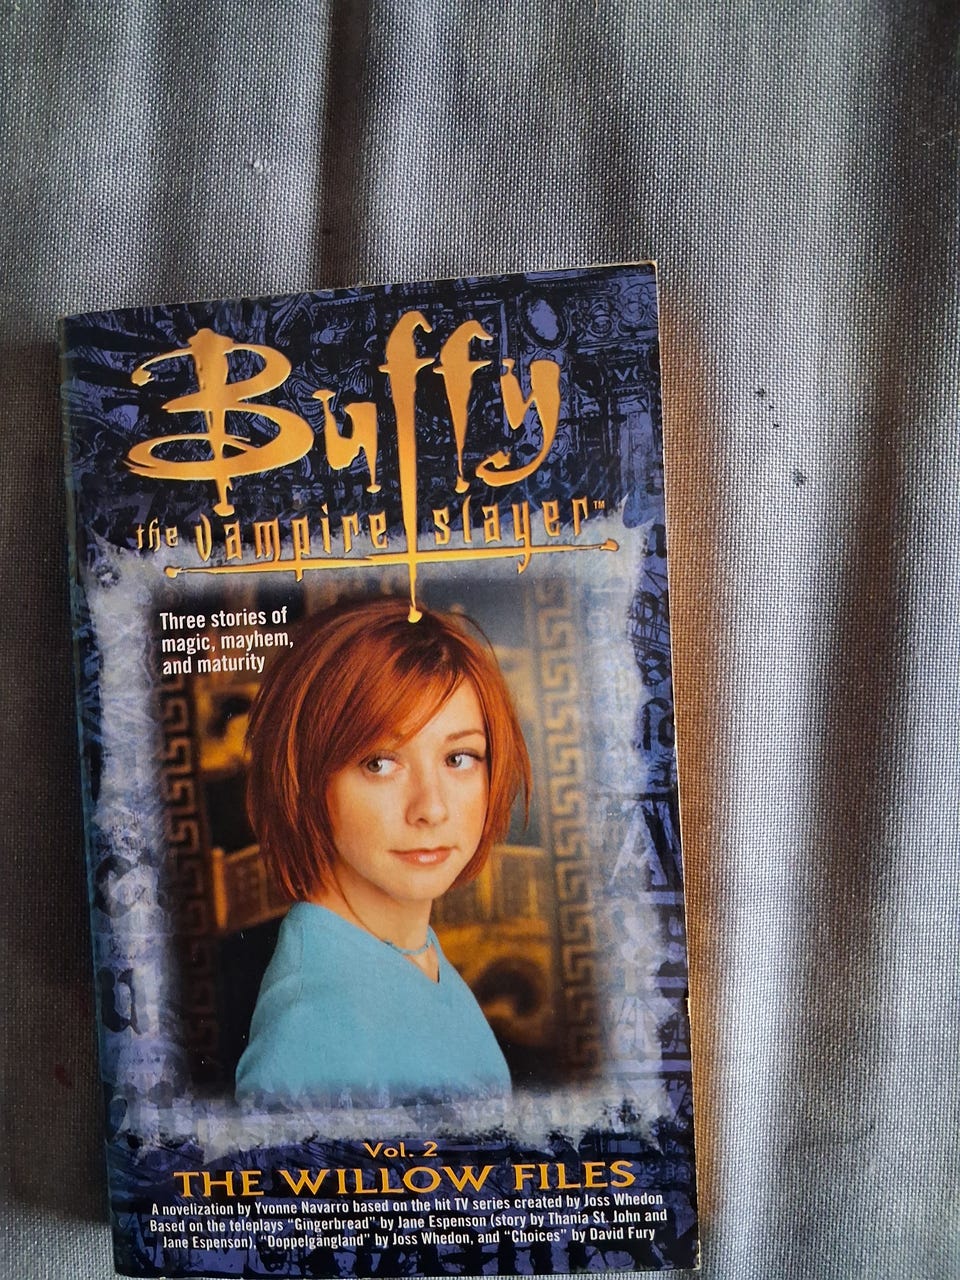 Buffy
the vampire slayer™
Three stories of
magic, mayhem,
and maturity
Vol. 2
THE WILLOW FILES
A novelization by Yvonne Navarro based on the hit TV series created by Joss Whedon
Based on the teleplays "Gingerbread" by Jane Espenson (story by Thania St. John and
Jane Espenson), "Doppelgängland" by Joss Whedon, and "Choices" by David Fury